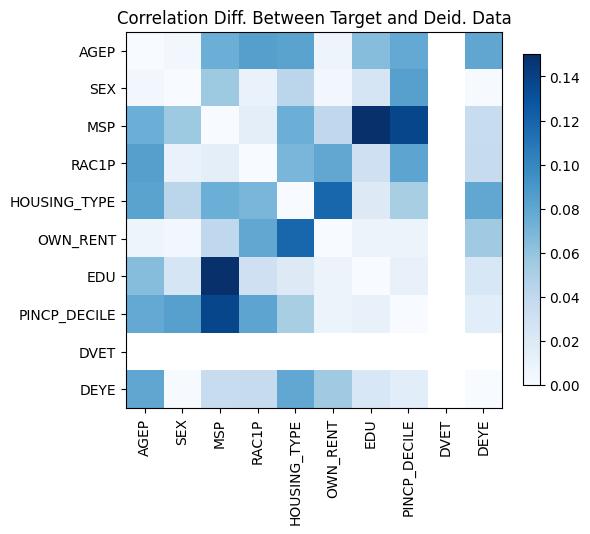 Correlation Diff. Between Target and Deid. Data
AGEP
SEX
MSP
RAC1P
HOUSING_TYPE
OWN_RENT
EDU
PINCP_DECILE
DVET
DEYE
AGEP
SEX
MSP
RAC1P
HOUSING_TYPE
OWN_RENT
EDU
PINCP_DECILE
DVET
DEYE
0.14
0.12
0.10
0.08
0.06
0.04
0.02
0.00